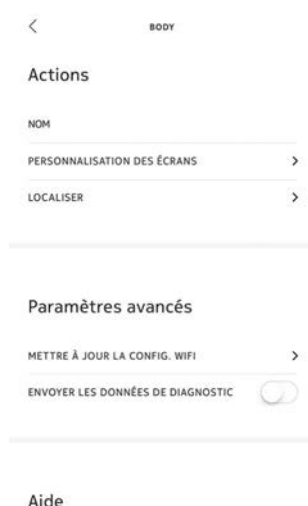 BODY
Actions
NOM
PERSONNALISATION DES ÉCRANS
LOCALISER
Paramètres avancés
METTRE À JOUR LA CONFIG. WIFI
ENVOYER LES DONNÉES DE DIAGNOSTIC
Aide